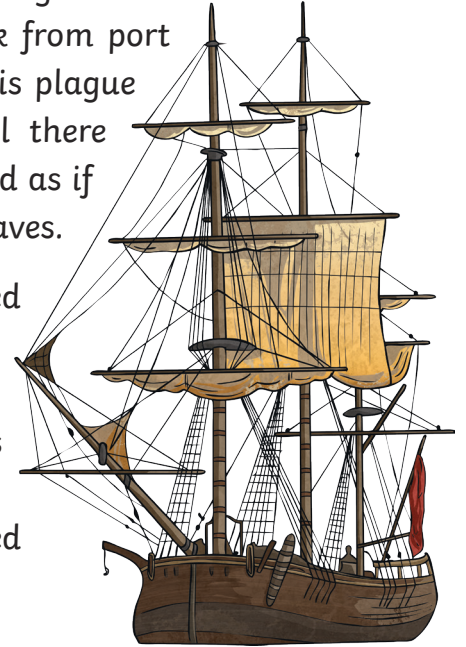 k from port
is plague
l there
d as if
aves.
ed
s
ed